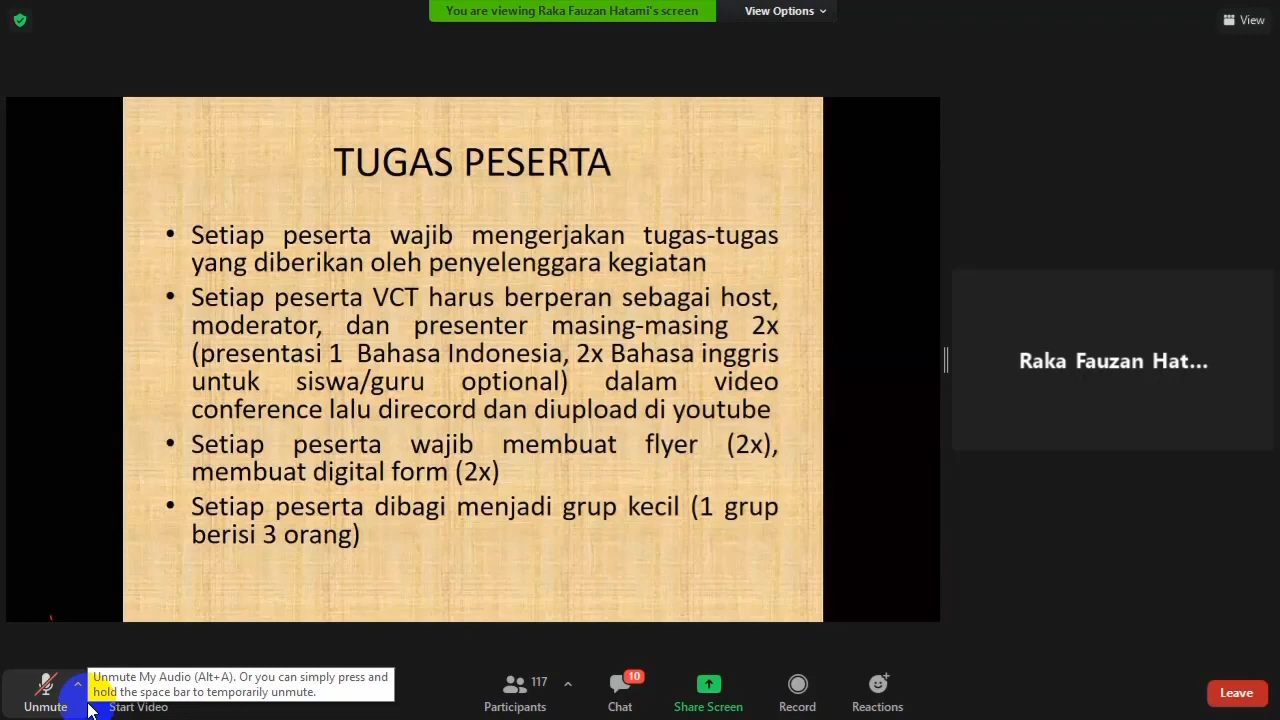 You are viewing Raka Fauzan Hatami's screen
View Options
View
TUGAS PESERTA
• Setiap peserta wajib mengerjakan tugas-tugas
yang diberikan oleh penyelenggara kegiatan
• Setiap peserta VCT harus berperan sebagai host,
moderator, dan presenter masing-masing 2x
(presentasi 1 Bahasa Indonesia, 2x Bahasa inggris
untuk siswa/guru optional) dalam video
conference lalu direcord dan diupload di youtube
• Setiap peserta wajib membuat flyer (2x),
membuat digital form (2x)
• Setiap peserta dibagi menjadi grup kecil (1 grup
berisi 3 orang)
Raka Fauzan Hat...
Unmute My Audio (Alt+A). Or you can simply press and
hold the space bar to temporarily unmute.
117
10
Unmute
Start Video
Participants
Chat
Share Screen
Record
Reactions
Leave